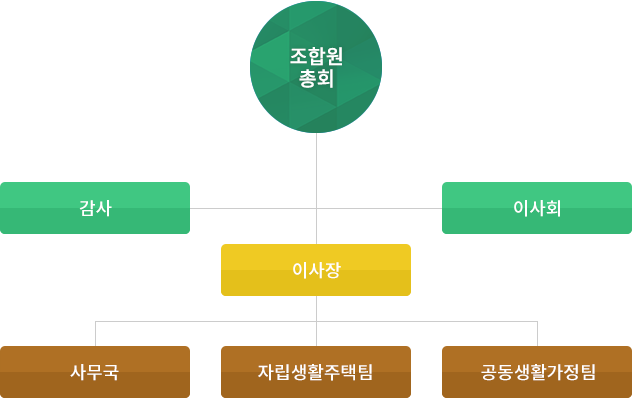 조합원
총회
감사
이사회
이사장
사무국
자립생활주택팀
공동생활가정팀